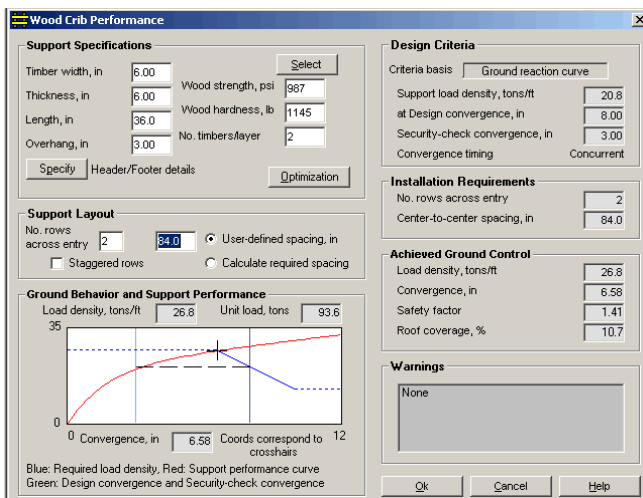 Wood Crib Performance
Support Specifications
Timber width, in 6.00
Thickness, in 6.00
Length, in 36.0
Overhang, in 3.00
Select
Wood strength, psi 987
Wood hardness, lb 1145
No. timbers/layer 2
Specify Header/Footer details
Optimization
Support Layout
No. rows across entry 2
84.0 User-defined spacing, in
Staggered rows
Calculate required spacing
Ground Behavior and Support Performance
Load density, tons/ft 26.8 Unit load, tons 93.6
35
0
0 Convergence, in 6.58 Coords correspond to crosshairs 12
Blue: Required load density, Red: Support performance curve
Green: Design convergence and Security-check convergence
Design Criteria
Criteria basis Ground reaction curve
Support load density, tons/ft 20.8
at Design convergence, in 8.00
Security-check convergence, in 3.00
Convergence timing Concurrent
Installation Requirements
No. rows across entry 2
Center-to-center spacing, in 84.0
Achieved Ground Control
Load density, tons/ft 26.8
Convergence, in 6.58
Safety factor 1.41
Roof coverage, % 10.7
Warnings
None
Ok Cancel Help